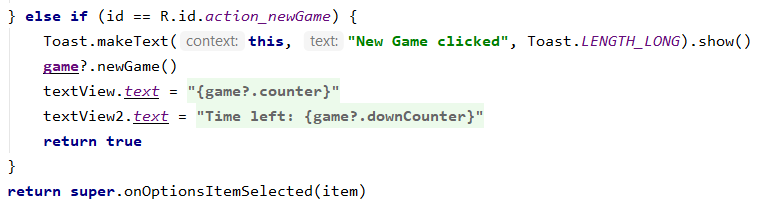 } else if (id == R.id.action_newGame) {
Toast.makeText( context: this, text: "New Game clicked", Toast.LENGTH_LONG).show()
game?.newGame()
textView.text = "{game?.counter}"
textView2.text = "Time left: {game?.downCounter}"
return true
}
return super.onOptionsItemSelected(item)